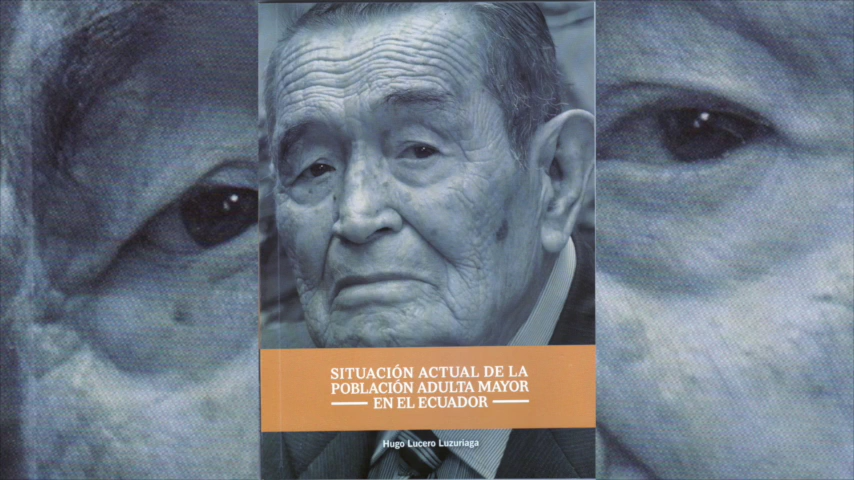 SITUACIÓN ACTUAL DE LA
POBLACIÓN ADULTA MAYOR
EN EL ECUADOR
Hugo Lucero Luzuriaga